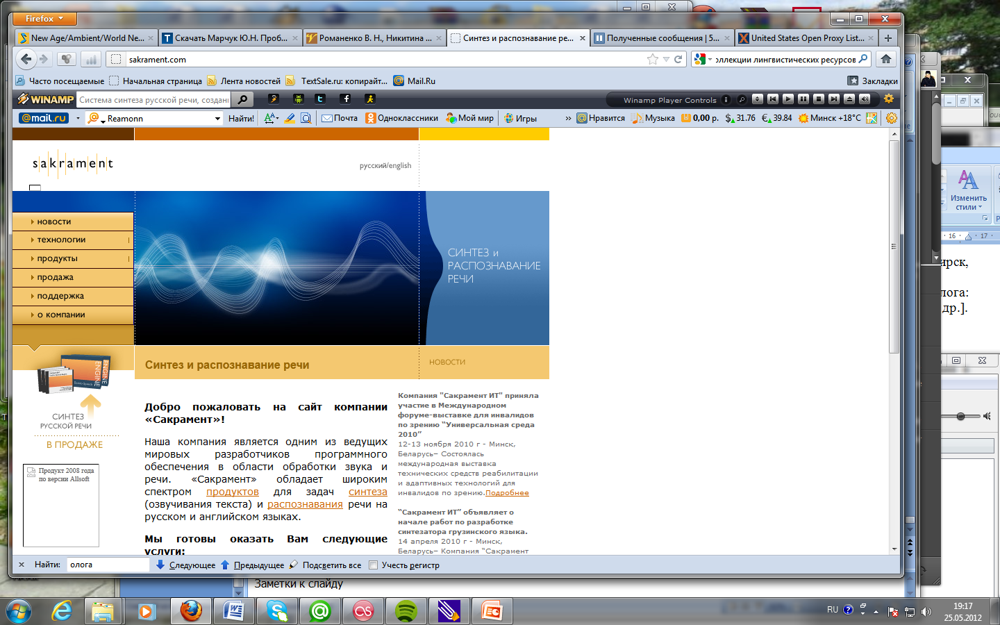 Firefox
New Age/Ambient/World Ne...
Скачать Марчук Ю.Н. Проб...
Романенко В. Н., Никитина ...
Синтез и распознавание ре...
Полученные сообщения | 5...
United States Open Proxy List...
sakrament.com
оллекции лингвистических ресурсов
Часто посещаемые
Начальная страница
Лента новостей
TextSale.ru: копирайт...
Mail.Ru
Закладки
WINAMP
Система синтеза русской речи, создан
Winamp Player Controls
@mail.ru
Reamonn
Найти!
Почта
Одноклассники
Мой мир
Игры
»
Нравится
Музыка
0,00 р.
$ 31.76
€ 39.84
Минск +18°C
sakrament
русский/english
новости
технологии
продукты
продажа
поддержка
о компании
СИНТЕЗ и
РАСПОЗНАВАНИЕ
РЕЧИ
Синтез и распознавание речи
НОВОСТИ
ENGINE
ENGINE
СИНТЕЗ
РУССКОЙ РЕЧИ
В ПРОДАЖЕ
Продукт 2008 года
по версии Allsoft
Добро пожаловать на сайт компании
«Сакрамент»!
Наша компания является одним из ведущих
мировых разработчиков программного
обеспечения в области обработки звука и
речи. «Сакрамент» обладает широким
спектром продуктов для задач синтеза
(озвучивания текста) и распознавания речи на
русском и английском языках.
Мы готовы оказать Вам следующие
услуги:
Компания "Сакрамент ИТ" приняла
участие в Международном
форуме-выставке для инвалидов
по зрению “Универсальная среда
2010”
12-13 ноября 2010 г - Минск,
Беларусь– Состоялась
международная выставка
технических средств реабилитации
и адаптивных технологий для
инвалидов по зрению.Подробнее
“Сакрамент ИТ” объявляет о
начале работ по разработке
синтезатора грузинского языка.
14 апреля 2010 г - Минск,
Беларусь– Компания “Сакрамент
Найти:
олога
Следующее
Предыдущее
Подсветить все
Учесть регистр
Изменить
стили
16
17
ярск,
лога:
др.].
Заметки к слайду
RU
19:17
25.05.2012